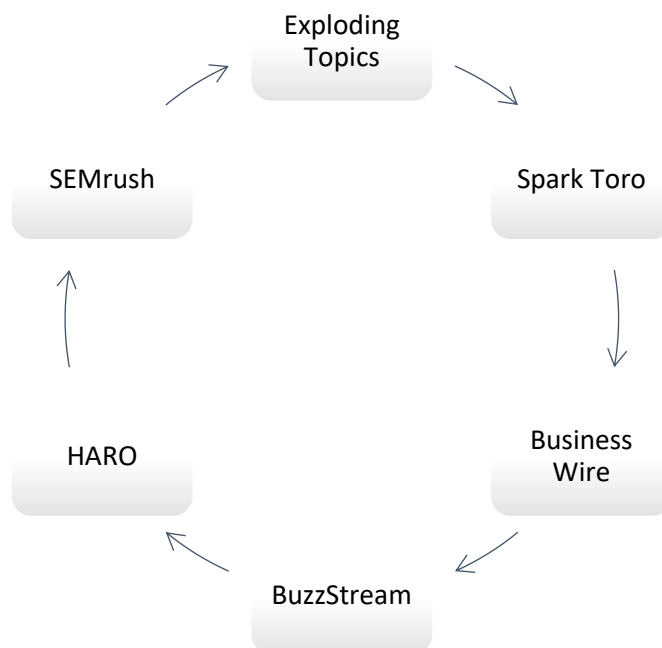 Exploding
Topics
SEMrush
Spark Toro
HARO
Business
Wire
BuzzStream